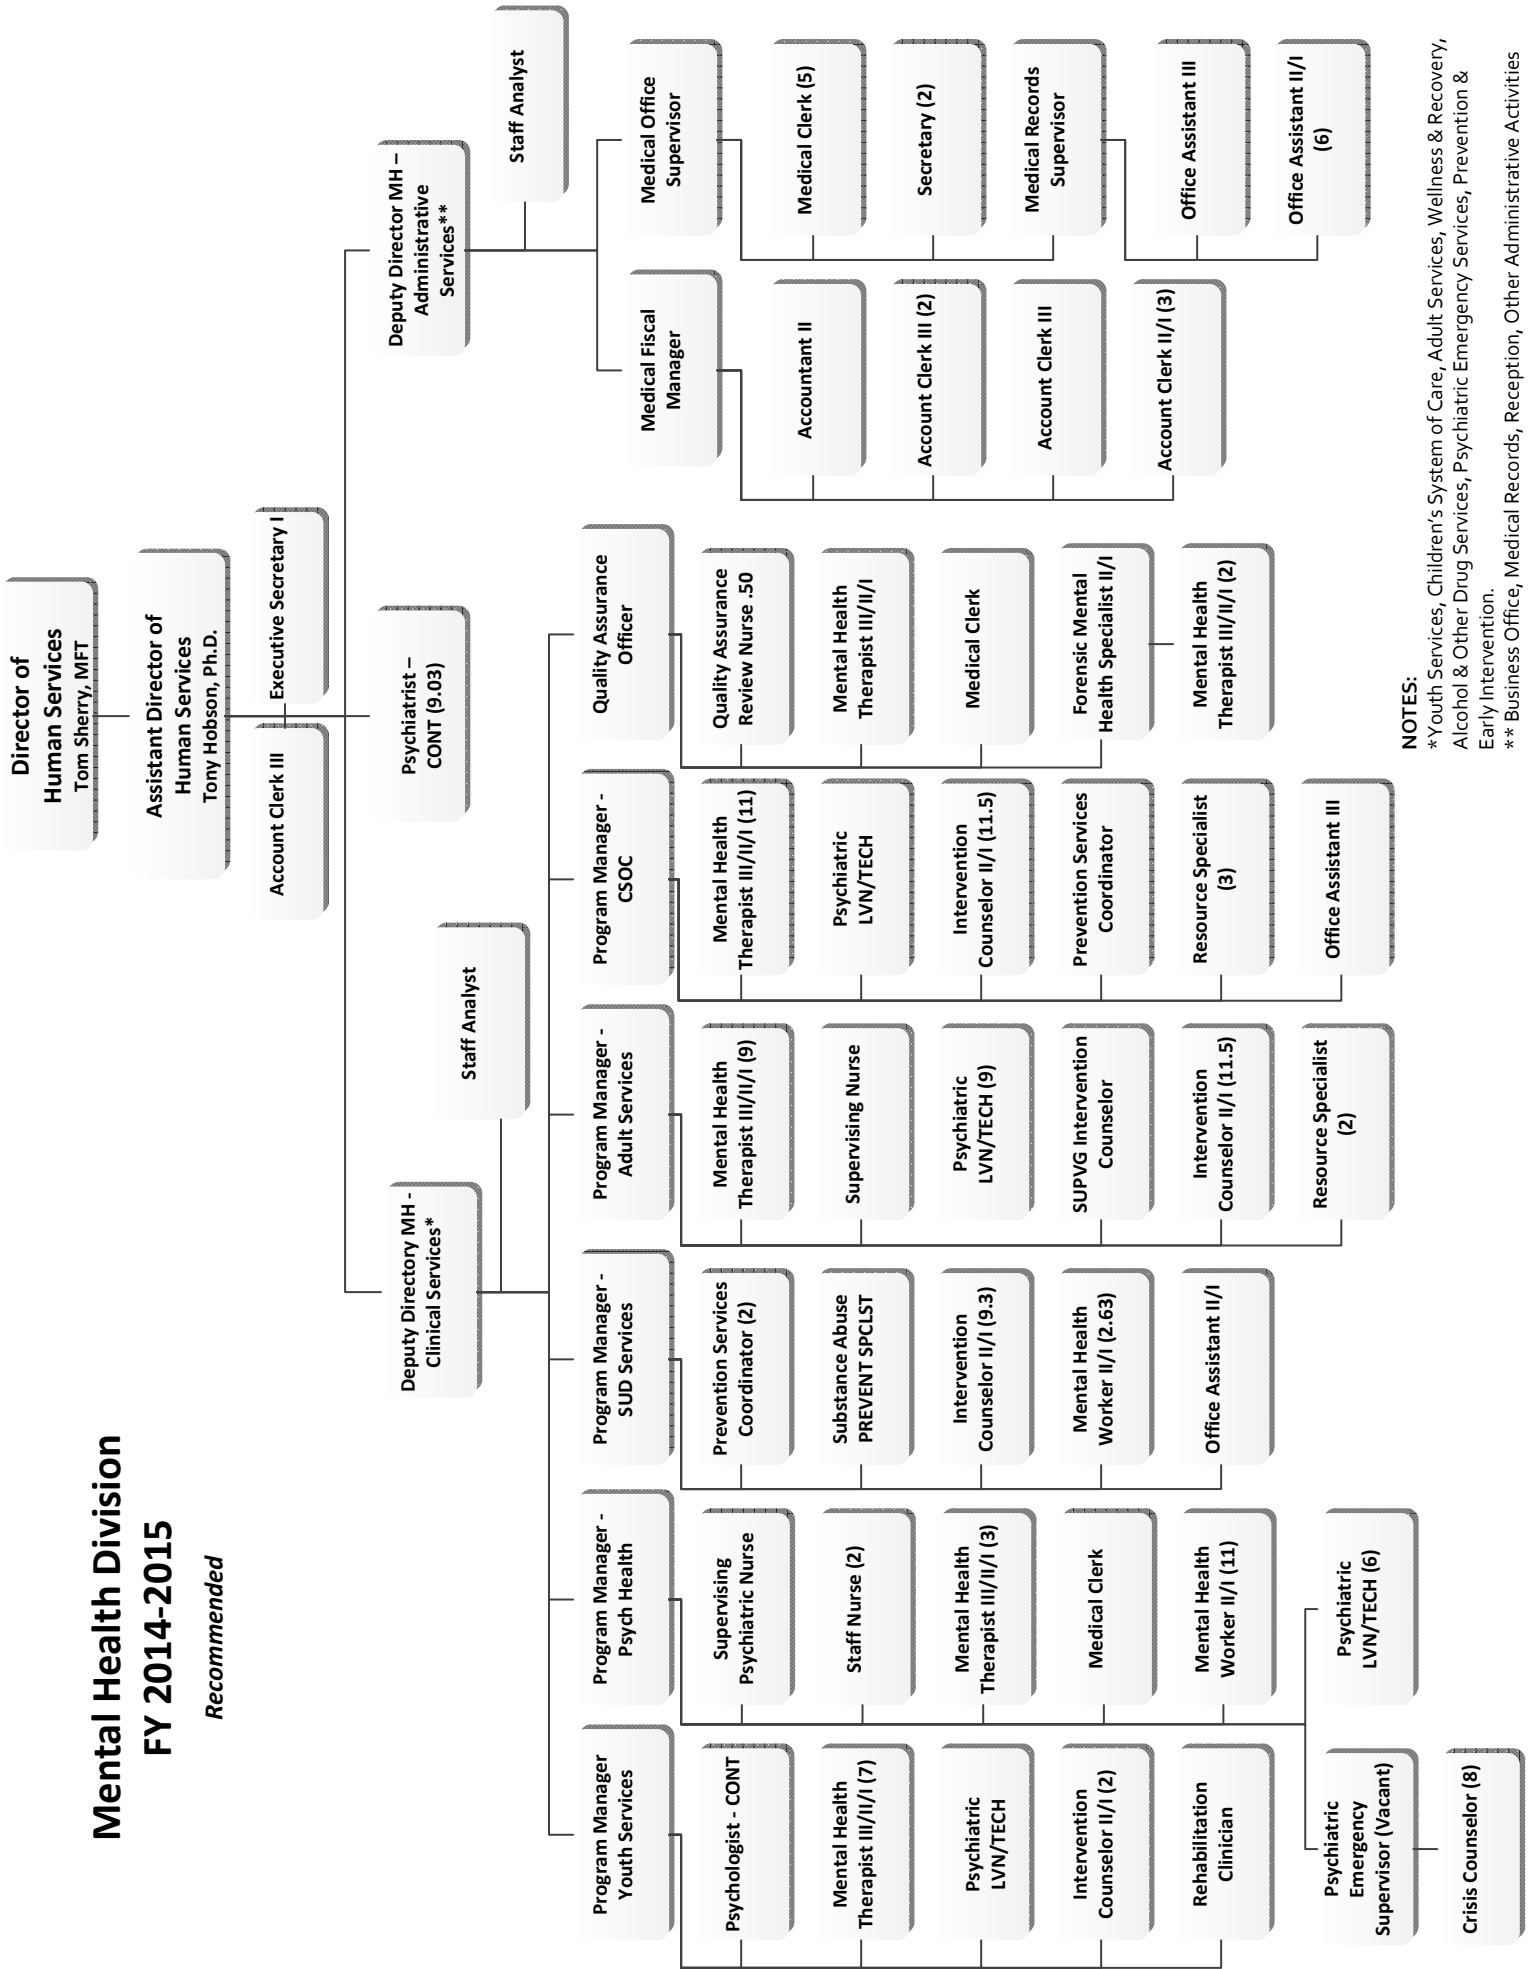 Mental Health Division
FY 2014-2015
Recommended
Director of
Human Services
Tom Sherry, MFT
Assistant Director of
Human Services
Tony Hobson, Ph.D.
Account Clerk III
Executive Secretary I
Deputy Directory MH -
Clinical Services*
Psychiatrist –
CONT (9.03)
Deputy Director MH –
Administrative
Services**
Staff Analyst
Staff Analyst
Program Manager
Youth Services
Psychologist - CONT
Mental Health
Therapist III/II/I (7)
Psychiatric
LVN/TECH
Intervention
Counselor II/I (2)
Rehabilitation
Clinician
Program Manager -
Psych Health
Supervising
Psychiatric Nurse
Staff Nurse (2)
Mental Health
Therapist III/II/I (3)
Medical Clerk
Mental Health
Worker II/I (11)
Psychiatric
Emergency
Supervisor (Vacant)
Crisis Counselor (8)
Psychiatric
LVN/TECH (6)
Program Manager -
SUD Services
Prevention Services
Coordinator (2)
Substance Abuse
PREVENT SPCLST
Intervention
Counselor II/I (9.3)
Mental Health
Worker II/I (2.63)
Office Assistant II/I
Program Manager -
Adult Services
Mental Health
Therapist III/II/I (9)
Supervising Nurse
Psychiatric
LVN/TECH (9)
SUPVG Intervention
Counselor
Intervention
Counselor II/I (11.5)
Resource Specialist
(2)
Program Manager -
CSOC
Mental Health
Therapist III/II/I (11)
Psychiatric
LVN/TECH
Intervention
Counselor II/I (11.5)
Prevention Services
Coordinator
Resource Specialist
(3)
Office Assistant III
Quality Assurance
Officer
Quality Assurance
Review Nurse .50
Mental Health
Therapist III/II/I
Medical Clerk
Forensic Mental
Health Specialist II/I
Mental Health
Therapist III/II/I (2)
Medical Fiscal
Manager
Accountant II
Account Clerk III (2)
Account Clerk III
Account Clerk II/I (3)
Medical Office
Supervisor
Medical Clerk (5)
Secretary (2)
Medical Records
Supervisor
Office Assistant III
Office Assistant II/I
(6)
NOTES:
*Youth Services, Children's System of Care, Adult Services, Wellness & Recovery,
Alcohol & Other Drug Services, Psychiatric Emergency Services, Prevention &
Early Intervention.
** Business Office, Medical Records, Reception, Other Administrative Activities